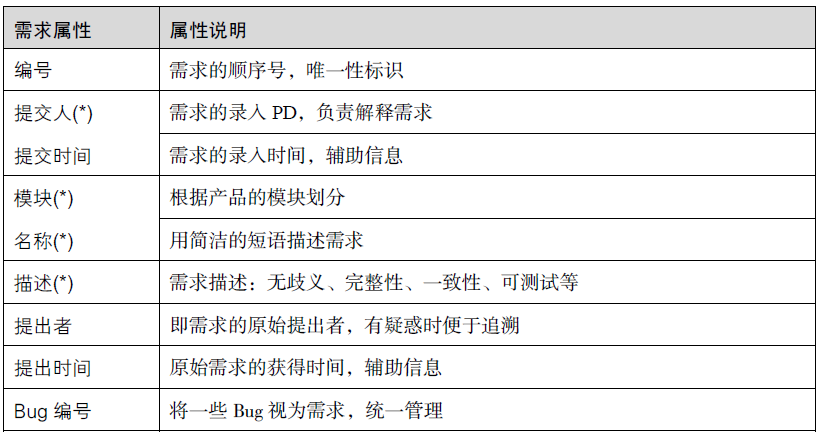 需求属性 属性说明
编号 需求的顺序号，唯一性标识
提交人(*) 需求的录入 PD，负责解释需求
提交时间 需求的录入时间，辅助信息
模块(*) 根据产品的模块划分
名称(*) 用简洁的短语描述需求
描述(*) 需求描述：无歧义、完整性、一致性、可测试等
提出者 即需求的原始提出者，有疑惑时便于追溯
提出时间 原始需求的获得时间，辅助信息
Bug 编号 将一些 Bug 视为需求，统一管理